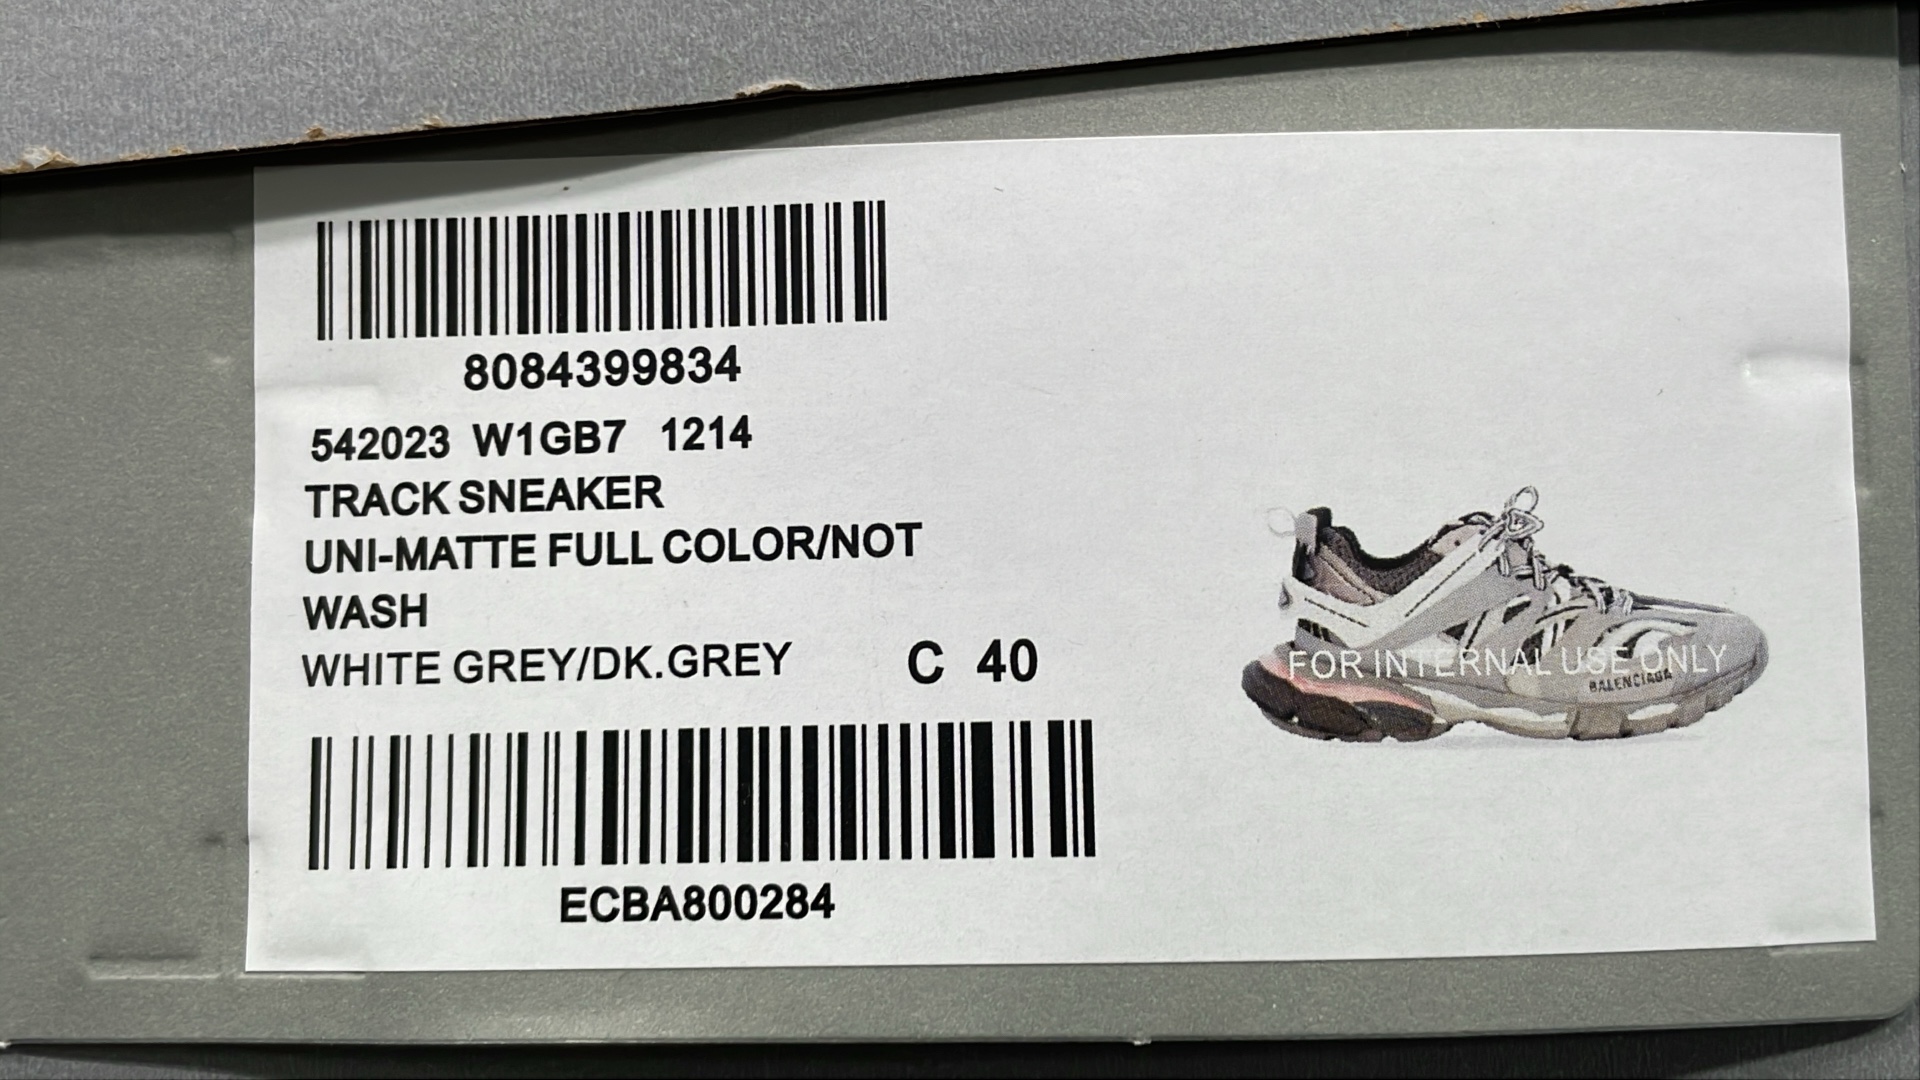 8084399834
542023 W1GB7 1214
TRACK SNEAKER
UNI-MATTE FULL COLOR/NOT
WASH
WHITE GREY/DK.GREY C 40
FOR INTERNAL USE ONLY
BALENCIAGA
ECBA800284